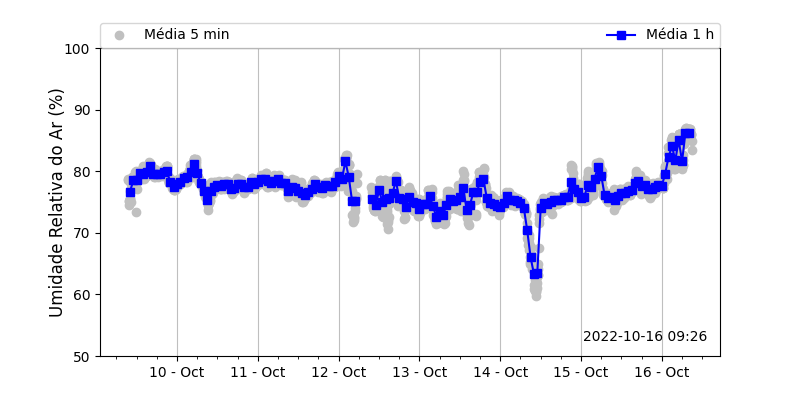 Média 5 min
Média 1 h
100
90
80
70
60
50
Umidade Relativa do Ar (%)
2022-10-16 09:26
10 - Oct
11 - Oct
12 - Oct
13 - Oct
14 - Oct
15 - Oct
16 - Oct